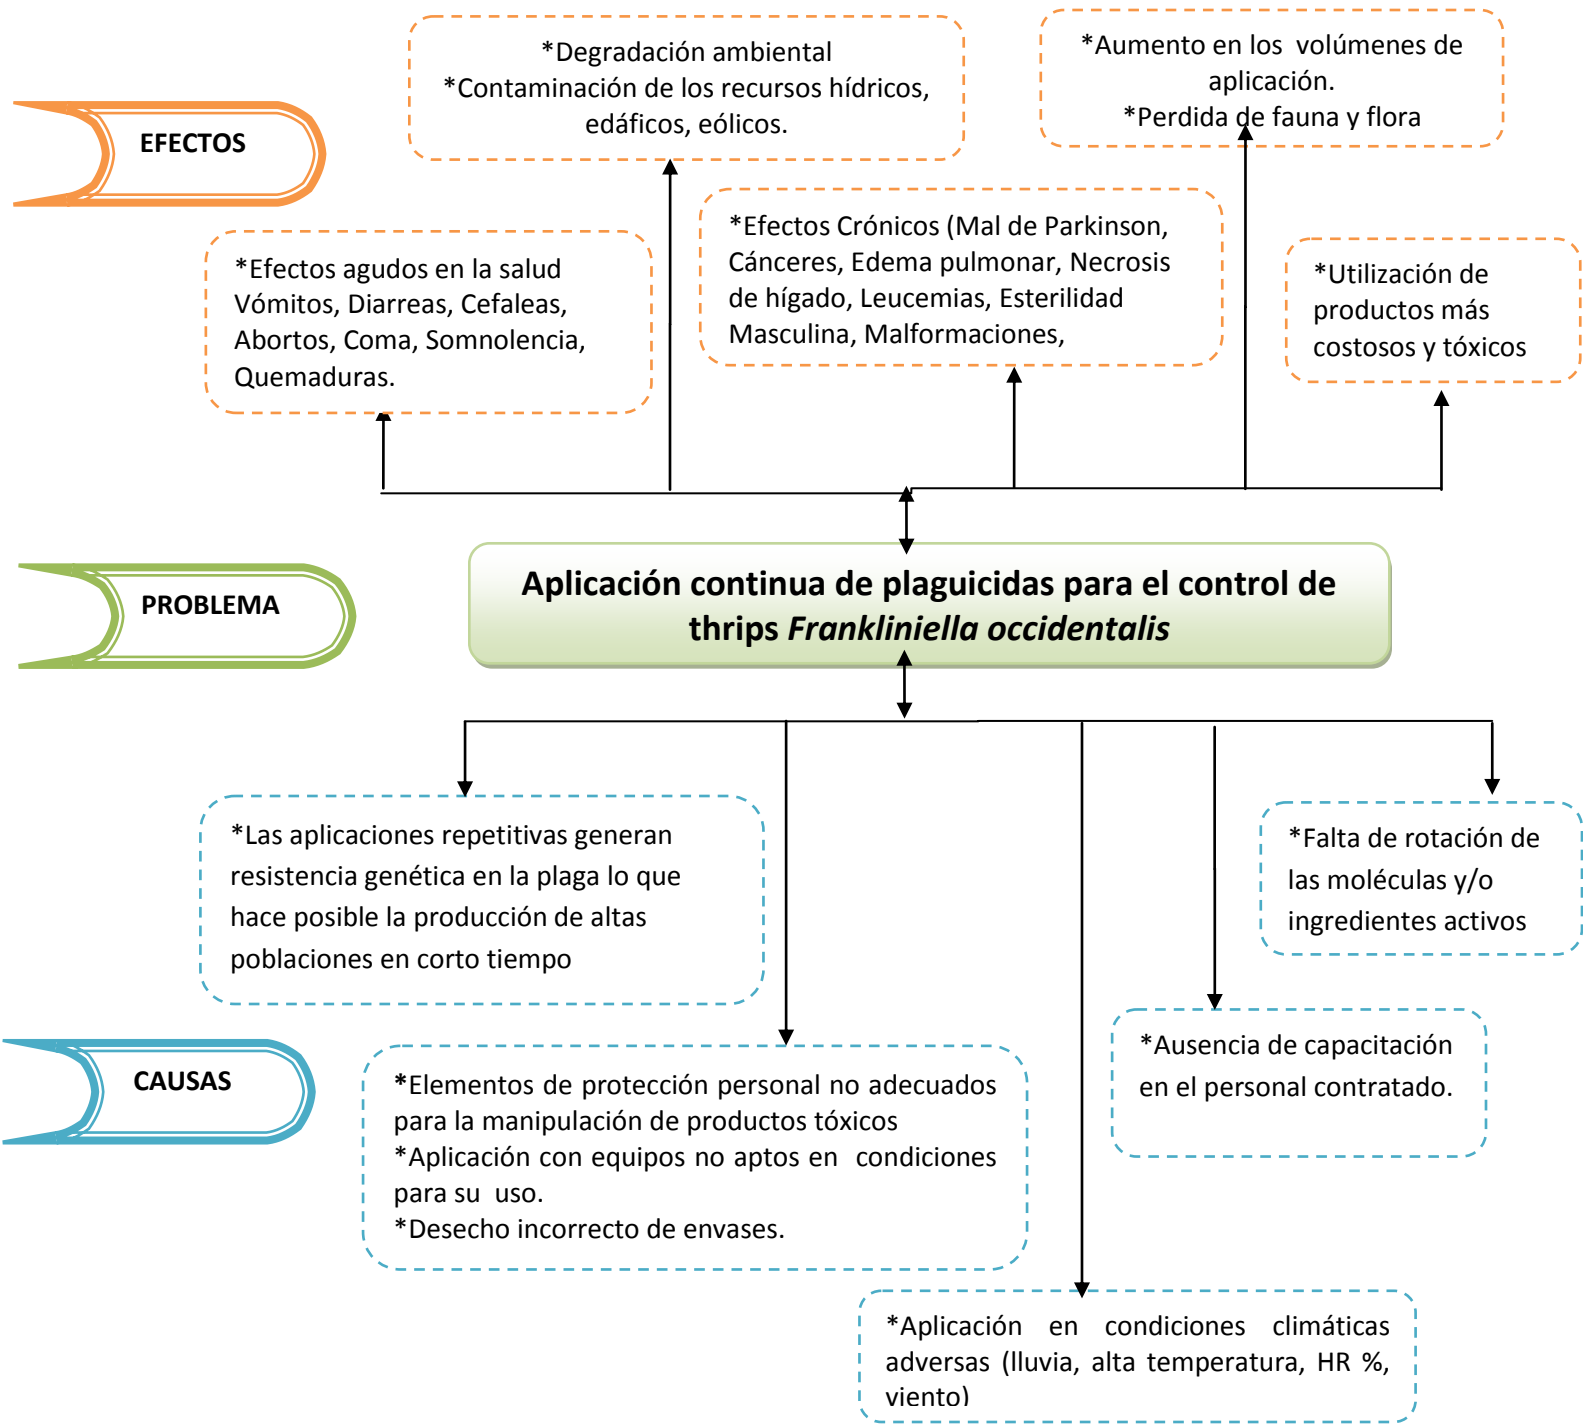 *Degradación ambiental
*Contaminación de los recursos hídricos,
edáficos, eólicos.
*Aumento en los volúmenes de
aplicación.
*Perdida de fauna y flora
EFECTOS
*Efectos agudos en la salud
Vómitos, Diarreas, Cefaleas,
Abortos, Coma, Somnolencia,
Quemaduras.
*Efectos Crónicos (Mal de Parkinson,
Cánceres, Edema pulmonar, Necrosis
de hígado, Leucemias, Esterilidad
Masculina, Malformaciones,
*Utilización de
productos más
costosos y tóxicos
PROBLEMA
Aplicación continua de plaguicidas para el control de
thrips Frankliniella occidentalis
*Las aplicaciones repetitivas generan
resistencia genética en la plaga lo que
hace posible la producción de altas
poblaciones en corto tiempo
*Falta de rotación de
las moléculas y/o
ingredientes activos
CAUSAS
*Elementos de protección personal no adecuados
para la manipulación de productos tóxicos
*Aplicación con equipos no aptos en condiciones
para su uso.
*Desecho incorrecto de envases.
*Ausencia de capacitación
en el personal contratado.
*Aplicación en condiciones climáticas
adversas (lluvia, alta temperatura, HR %,
viento)